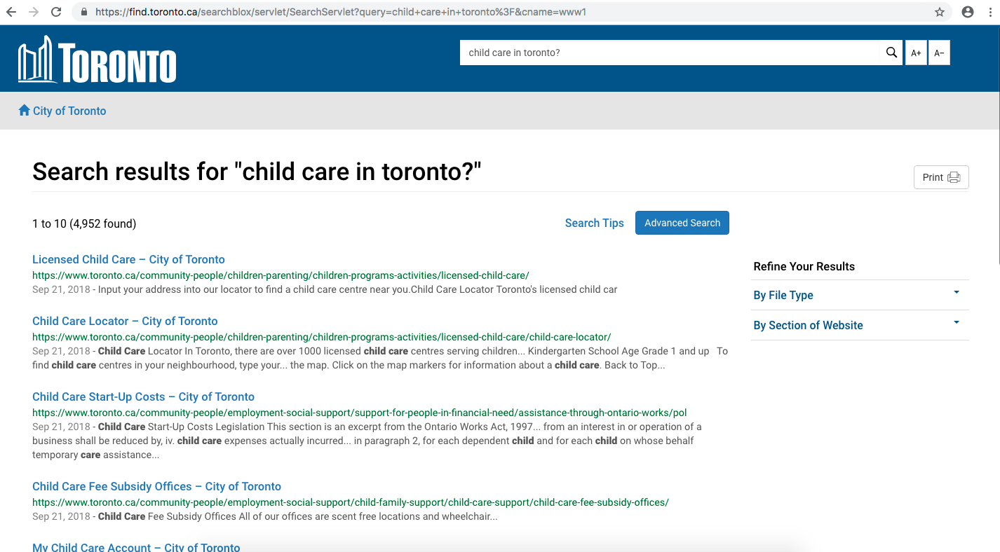 https://find.toronto.ca/searchblox/servlet/SearchServlet?query=child+care+in+toronto%3F&cname=www1
TORONTO
child care in toronto?
A+
A−
City of Toronto
Search results for "child care in toronto?"
Print
1 to 10 (4,952 found)
Search Tips
Advanced Search
Licensed Child Care – City of Toronto
https://www.toronto.ca/community-people/children-parenting/children-programs-activities/licensed-child-care/
Sep 21, 2018 - Input your address into our locator to find a child care centre near you.Child Care Locator Toronto's licensed child car
Refine Your Results
By File Type
By Section of Website
Child Care Locator – City of Toronto
https://www.toronto.ca/community-people/children-parenting/children-programs-activities/licensed-child-care/child-care-locator/
Sep 21, 2018 - Child Care Locator In Toronto, there are over 1000 licensed child care centres serving children... Kindergarten School Age Grade 1 and up To
find child care centres in your neighbourhood, type your... the map. Click on the map markers for information about a child care. Back to Top...
Child Care Start-Up Costs – City of Toronto
https://www.toronto.ca/community-people/employment-social-support/support-for-people-in-financial-need/assistance-through-ontario-works/pol
Sep 21, 2018 - Child Care Start-Up Costs Legislation This section is an excerpt from the Ontario Works Act, 1997... from an interest in or operation of a
business shall be reduced by, iv. child care expenses actually incurred... in paragraph 2, for each dependent child and for each child on whose behalf
temporary care assistance...
Child Care Fee Subsidy Offices – City of Toronto
https://www.toronto.ca/community-people/employment-social-support/child-family-support/child-care-support/child-care-fee-subsidy-offices/
Sep 21, 2018 - Child Care Fee Subsidy Offices All of our offices are scent free locations and wheelchair...
My Child Care Account – City of Toronto